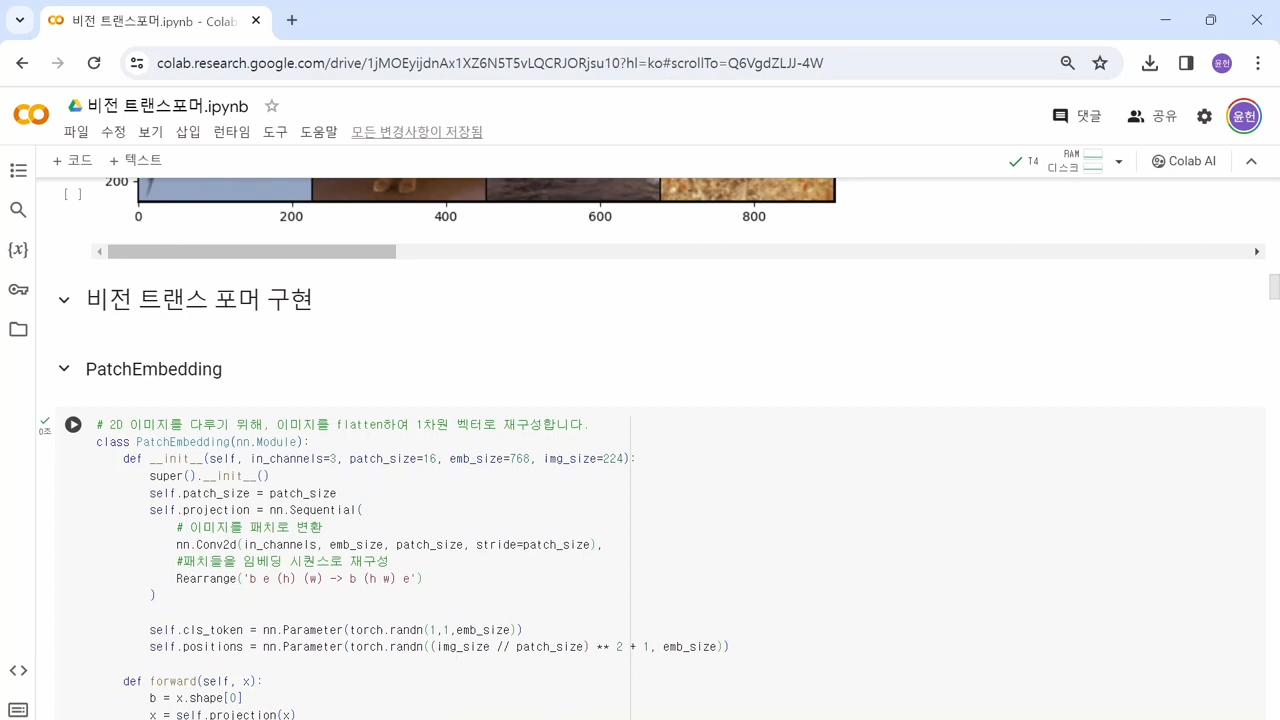 비전 트랜스포머.ipynb - Colab
colab.research.google.com/drive/1jMOEyijdnAx1XZ6N5T5vLQCRJORjsu10?hl=ko#scrollTo=Q6VgdZLJJ-4W
윤헌
비전 트랜스포머.ipynb
댓글
공유
윤헌
파일 수정 보기 삽입 런타임 도구 도움말 모든 변경사항이 저장됨
+ 코드 + 텍스트
T4
RAM
디스크
Colab AI
200
[ ]
0 200 400 600 800
{x}
비전 트랜스 포머 구현
PatchEmbedding
0초
# 2D 이미지를 다루기 위해, 이미지를 flatten하여 1차원 벡터로 재구성합니다.
class PatchEmbedding(nn.Module):
def __init__(self, in_channels=3, patch_size=16, emb_size=768, img_size=224):
super().__init__()
self.patch_size = patch_size
self.projection = nn.Sequential(
# 이미지를 패치로 변환
nn.Conv2d(in_channels, emb_size, patch_size, stride=patch_size),
#패치들을 임베딩 시퀀스로 재구성
Rearrange('b e (h) (w) -> b (h w) e')
)
self.cls_token = nn.Parameter(torch.randn(1,1,emb_size))
self.positions = nn.Parameter(torch.randn((img_size // patch_size) ** 2 + 1, emb_size))
def forward(self, x):
b = x.shape[0]
x = self.projection(x)